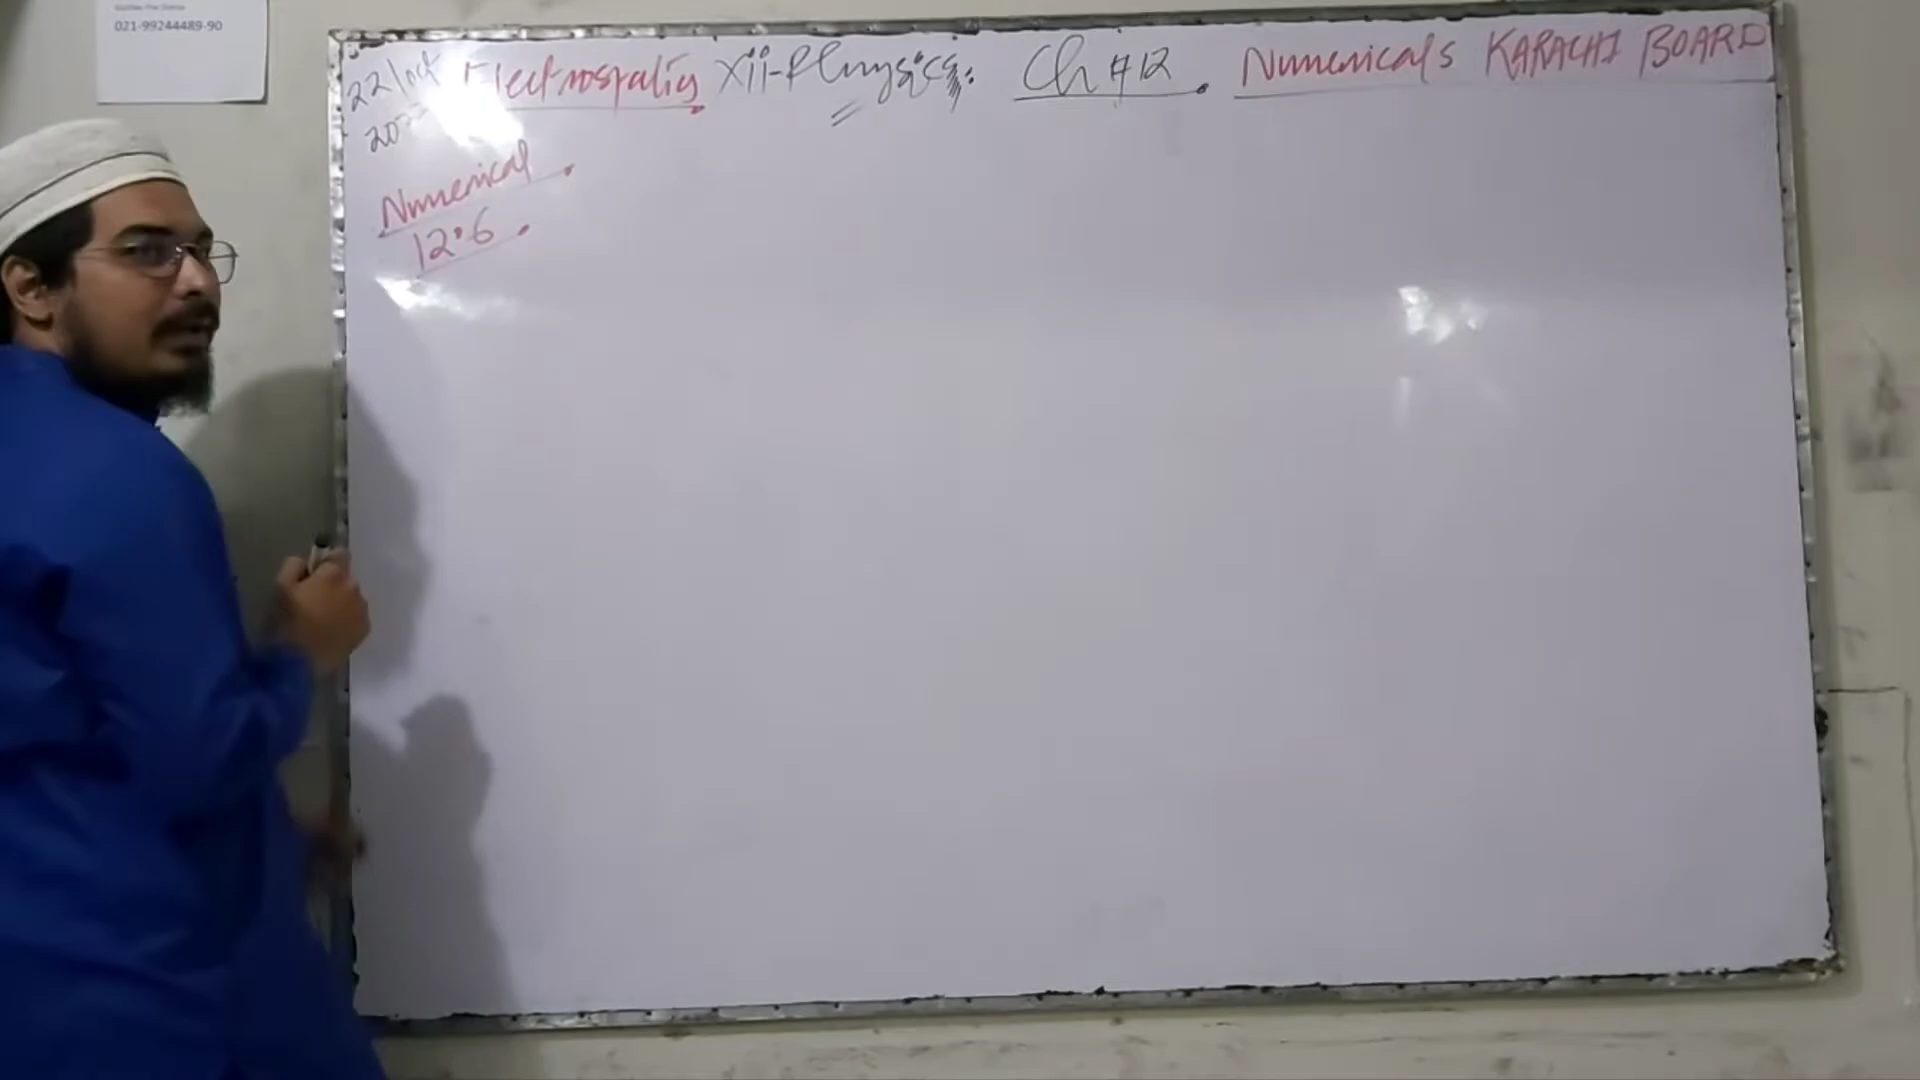 021-99244489-90
22 Oct Electrostatics Xii-Physics: Ch # 12. Numericals KARACHI BOARD
Numerical
12.6